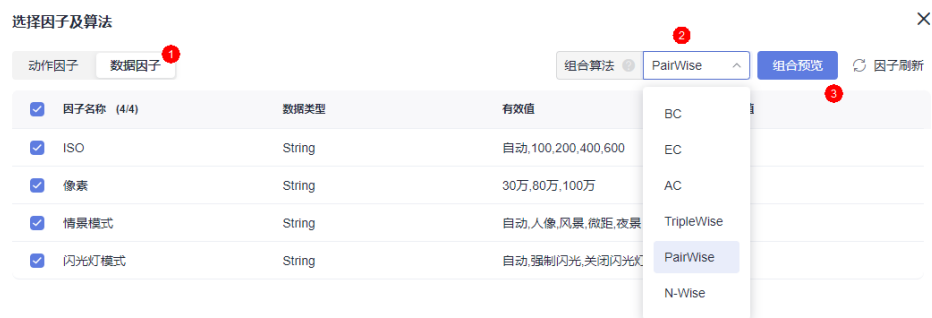 选择因子及算法
动作因子 数据因子 1 组合算法 ? 2 PairWise 组合预览 3 因子刷新
因子名称 (4/4) 数据类型 有效值
ISO String 自动,100,200,400,600
像素 String 30万,80万,100万
情景模式 String 自动,人像,风景,微距,夜景
闪光灯模式 String 自动,强制闪光,关闭闪光灯
BC
EC
AC
TripleWise
PairWise
N-Wise